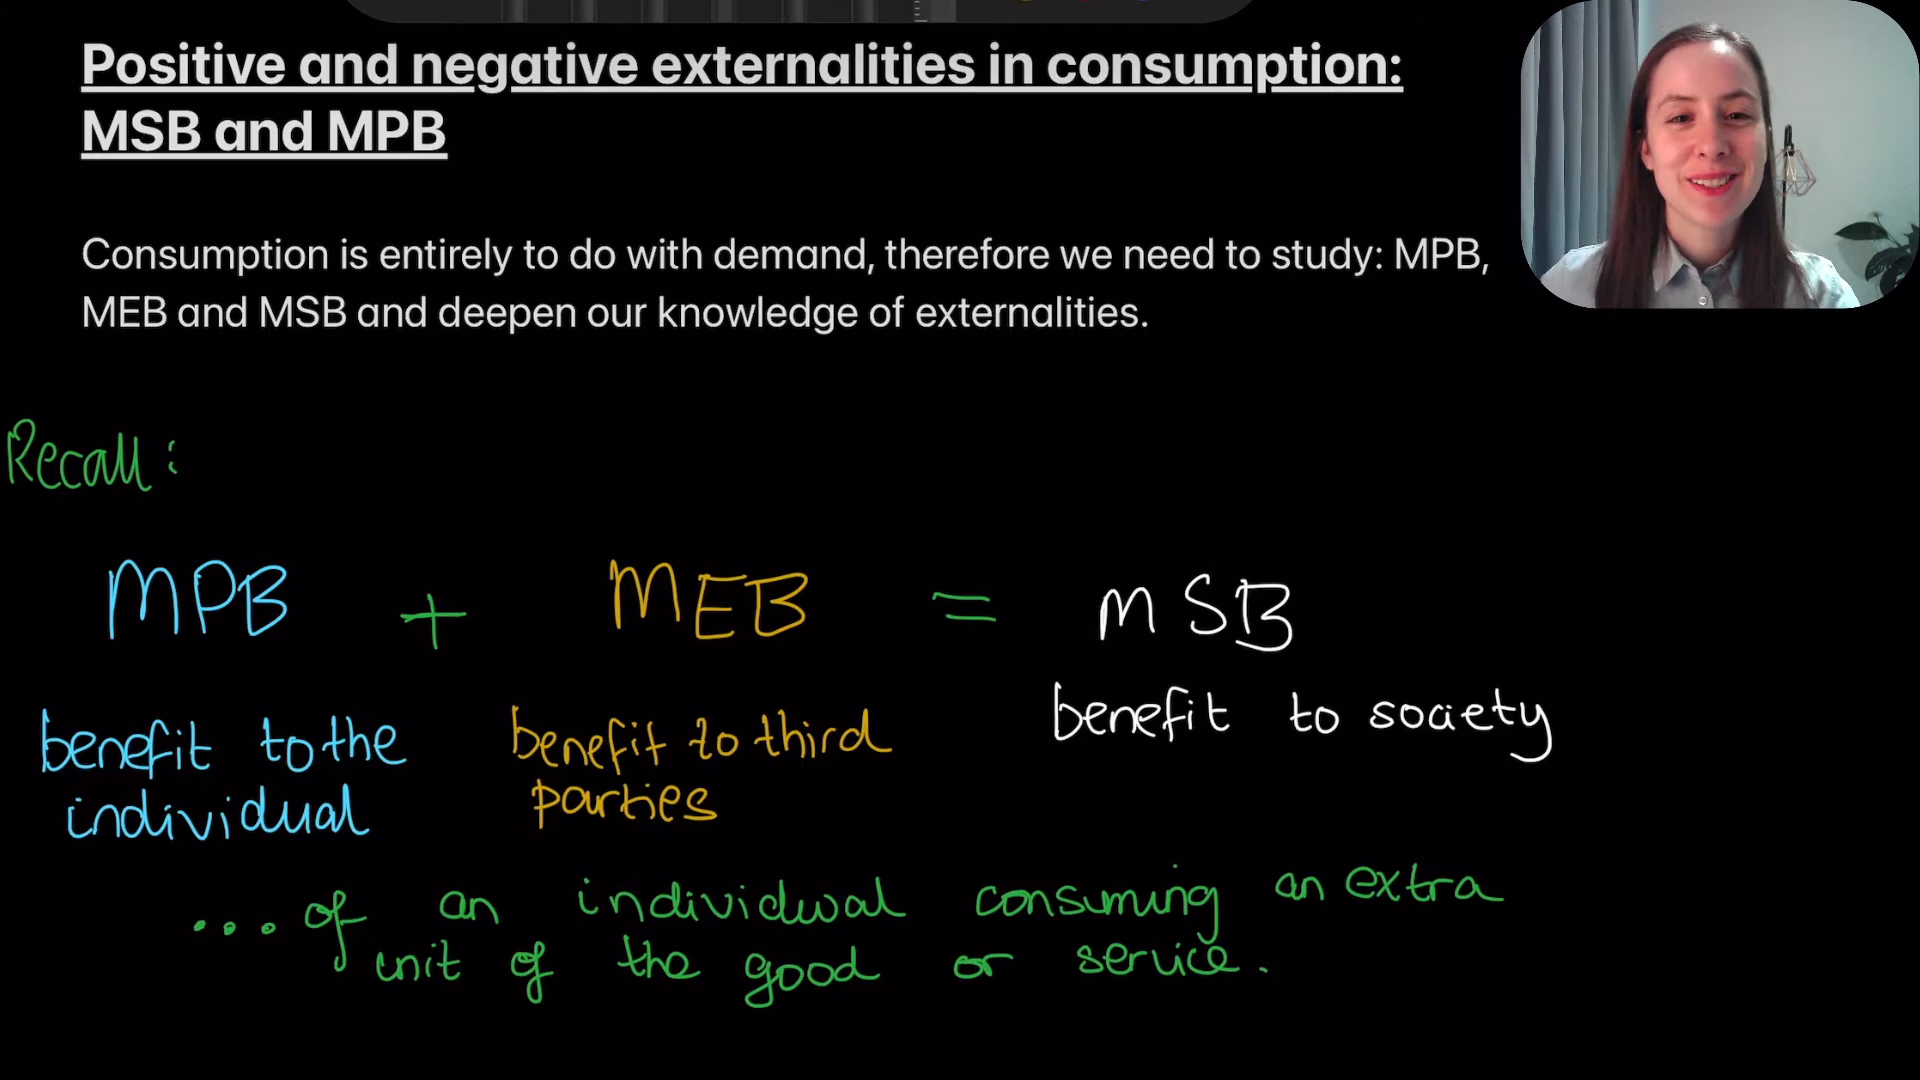 Positive and negative externalities in consumption:
MSB and MPB
Consumption is entirely to do with demand, therefore we need to study: MPB,
MEB and MSB and deepen our knowledge of externalities.
Recall:
MPB + MEB = MSB
benefit to the individual
benefit to third parties
benefit to society
... of an individual consuming an extra
unit of the good or service.